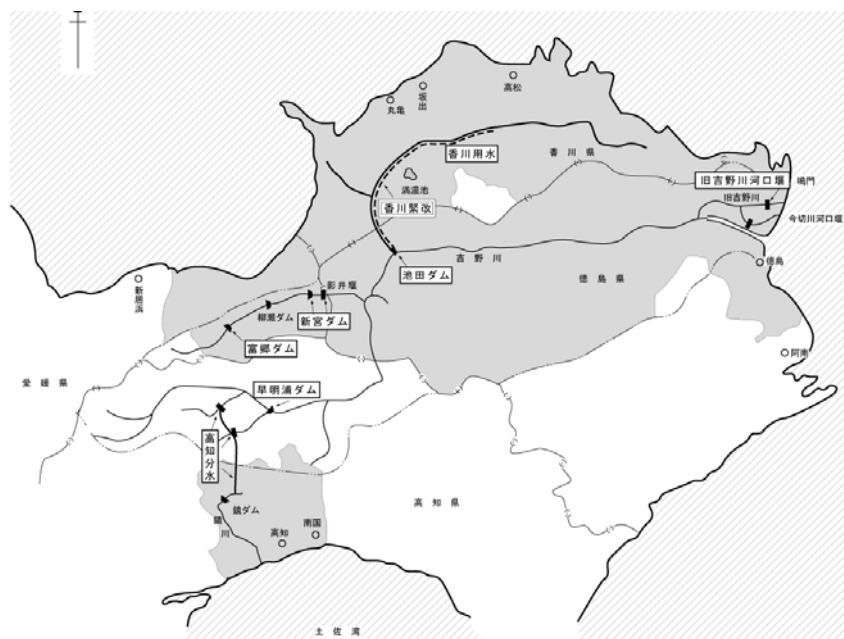 高松
坂出
丸亀
香川用水
香川県
満濃池
旧吉野川河口堰
鳴門
旧吉野川
香川緊改
今切川河口堰
吉野川
徳島
池田ダム
徳島県
新居浜
影井堰
柳瀬ダム
新宮ダム
富郷ダム
阿南
愛媛県
早明浦ダム
高知分水
高知県
鏡ダム
鏡川
南国
高知
土佐湾